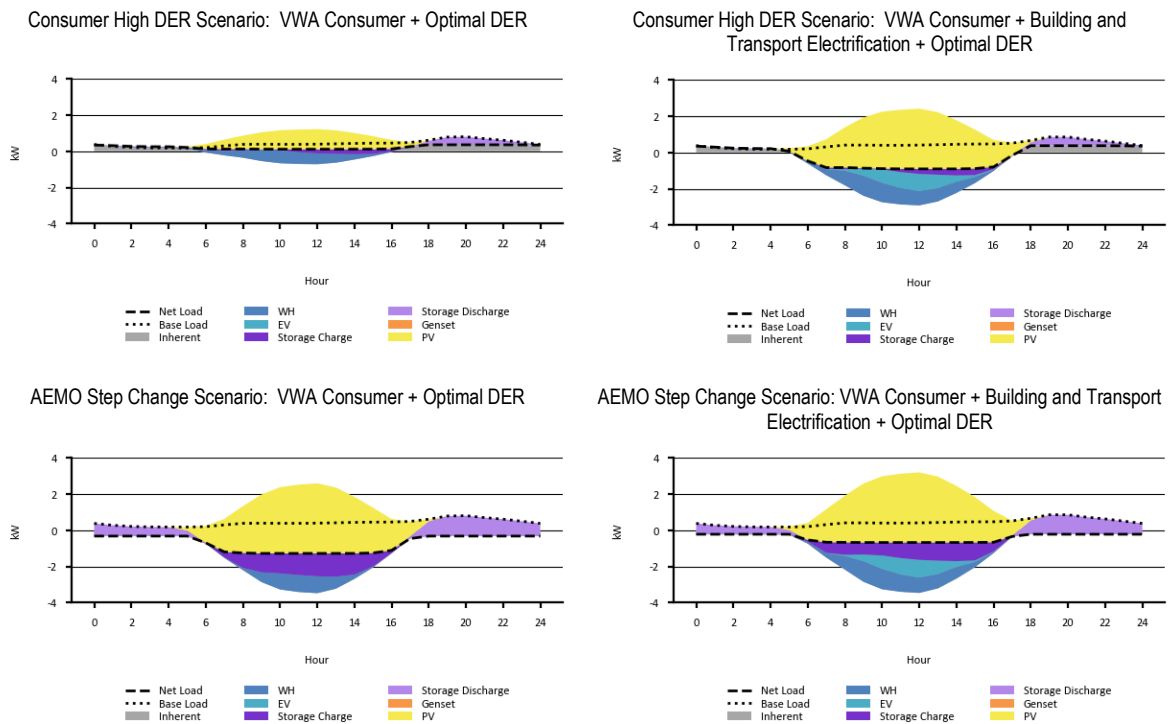 Consumer High DER Scenario: VWA Consumer + Optimal DER
4
2
0
-2
-4
kW
0 2 4 6 8 10 12 14 16 18 20 22 24
Hour
Net Load WH Storage Discharge
Base Load EV Genset
Inherent Storage Charge PV
Consumer High DER Scenario: VWA Consumer + Building and
Transport Electrification + Optimal DER
4
2
0
-2
-4
kW
0 2 4 6 8 10 12 14 16 18 20 22 24
Hour
Net Load WH Storage Discharge
Base Load EV Genset
Inherent Storage Charge PV
AEMO Step Change Scenario: VWA Consumer + Optimal DER
4
2
0
-2
-4
kW
0 2 4 6 8 10 12 14 16 18 20 22 24
Hour
Net Load WH Storage Discharge
Base Load EV Genset
Inherent Storage Charge PV
AEMO Step Change Scenario: VWA Consumer + Building and Transport
Electrification + Optimal DER
4
2
0
-2
-4
kW
0 2 4 6 8 10 12 14 16 18 20 22 24
Hour
Net Load WH Storage Discharge
Base Load EV Genset
Inherent Storage Charge PV